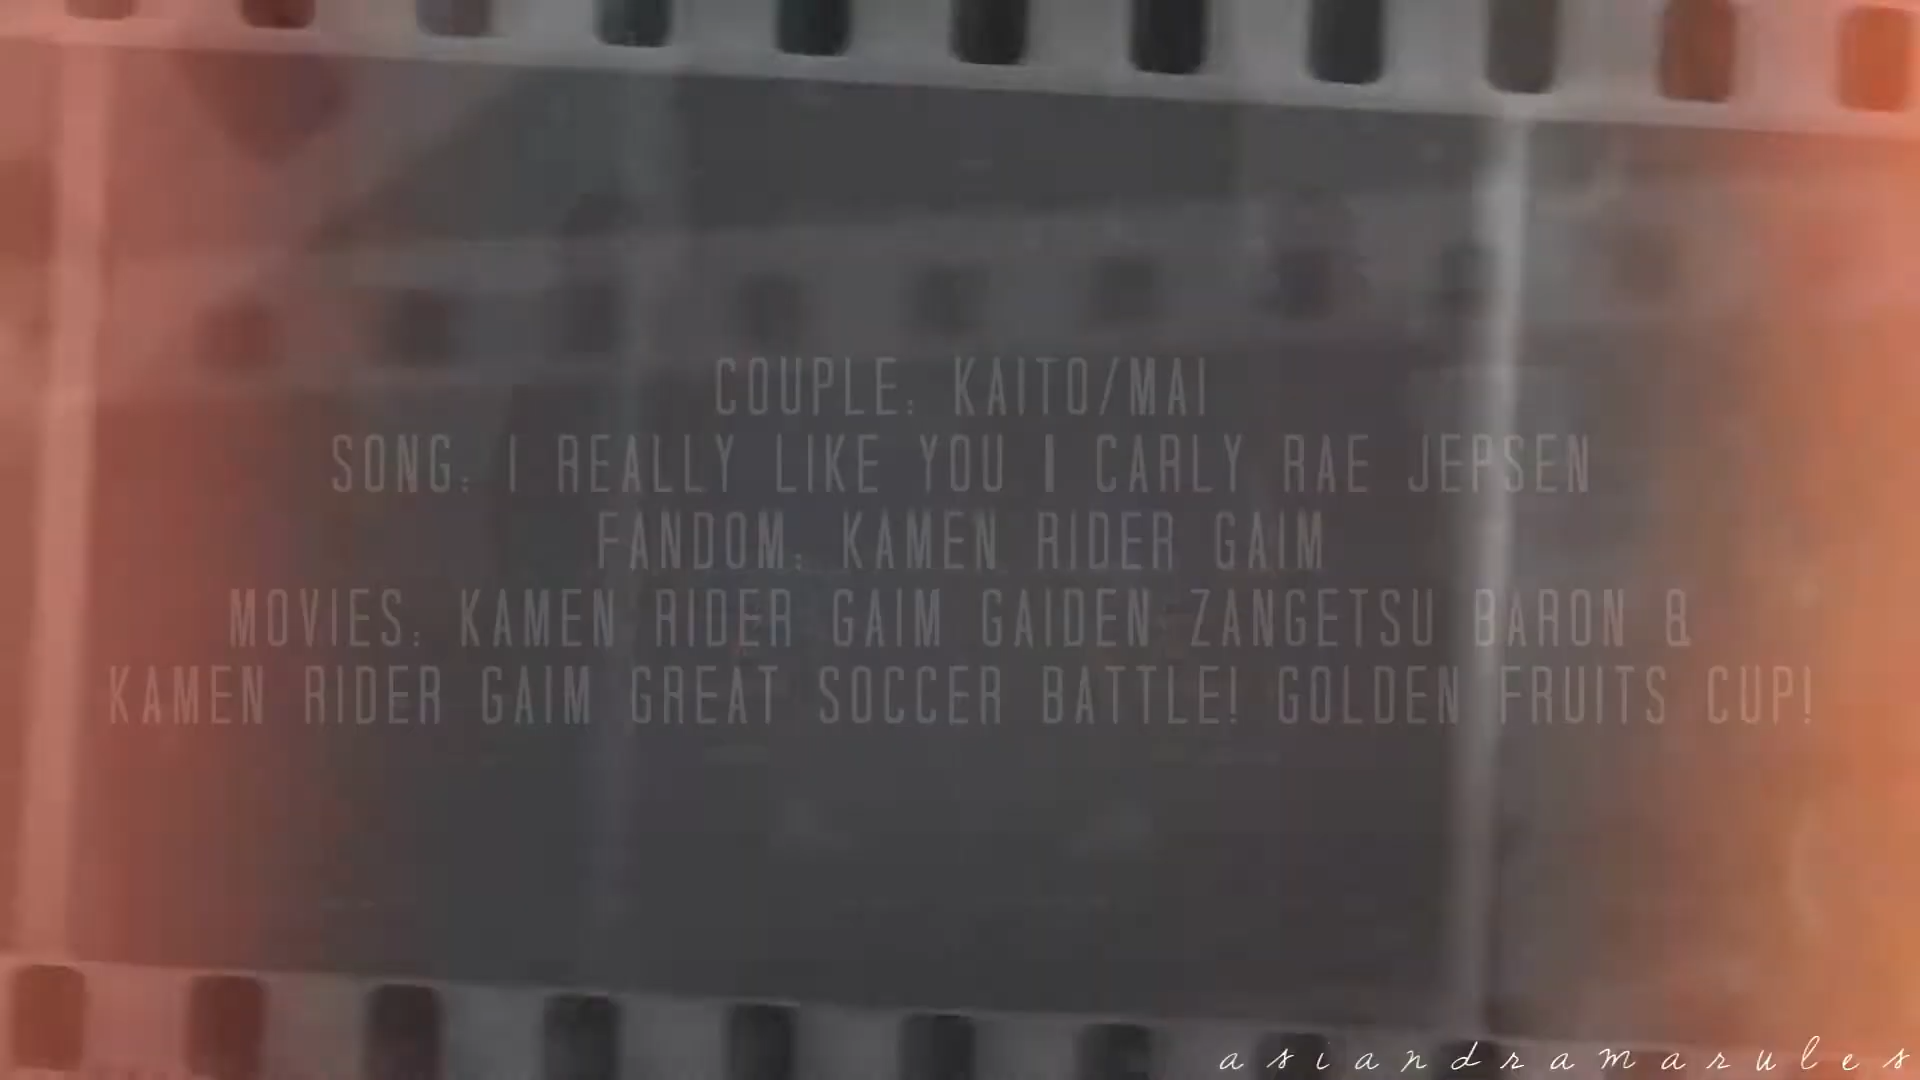 COUPLE: KAITO/MAI
SONG: I REALLY LIKE YOU | CARLY RAE JEPSEN
FANDOM: KAMEN RIDER GAIM
MOVIES: KAMEN RIDER GAIM GAIDEN: ZANGETSU BARON &
KAMEN RIDER GAIM GREAT SOCCER BATTLE! GOLDEN FRUITS CUP!
asiandramarules